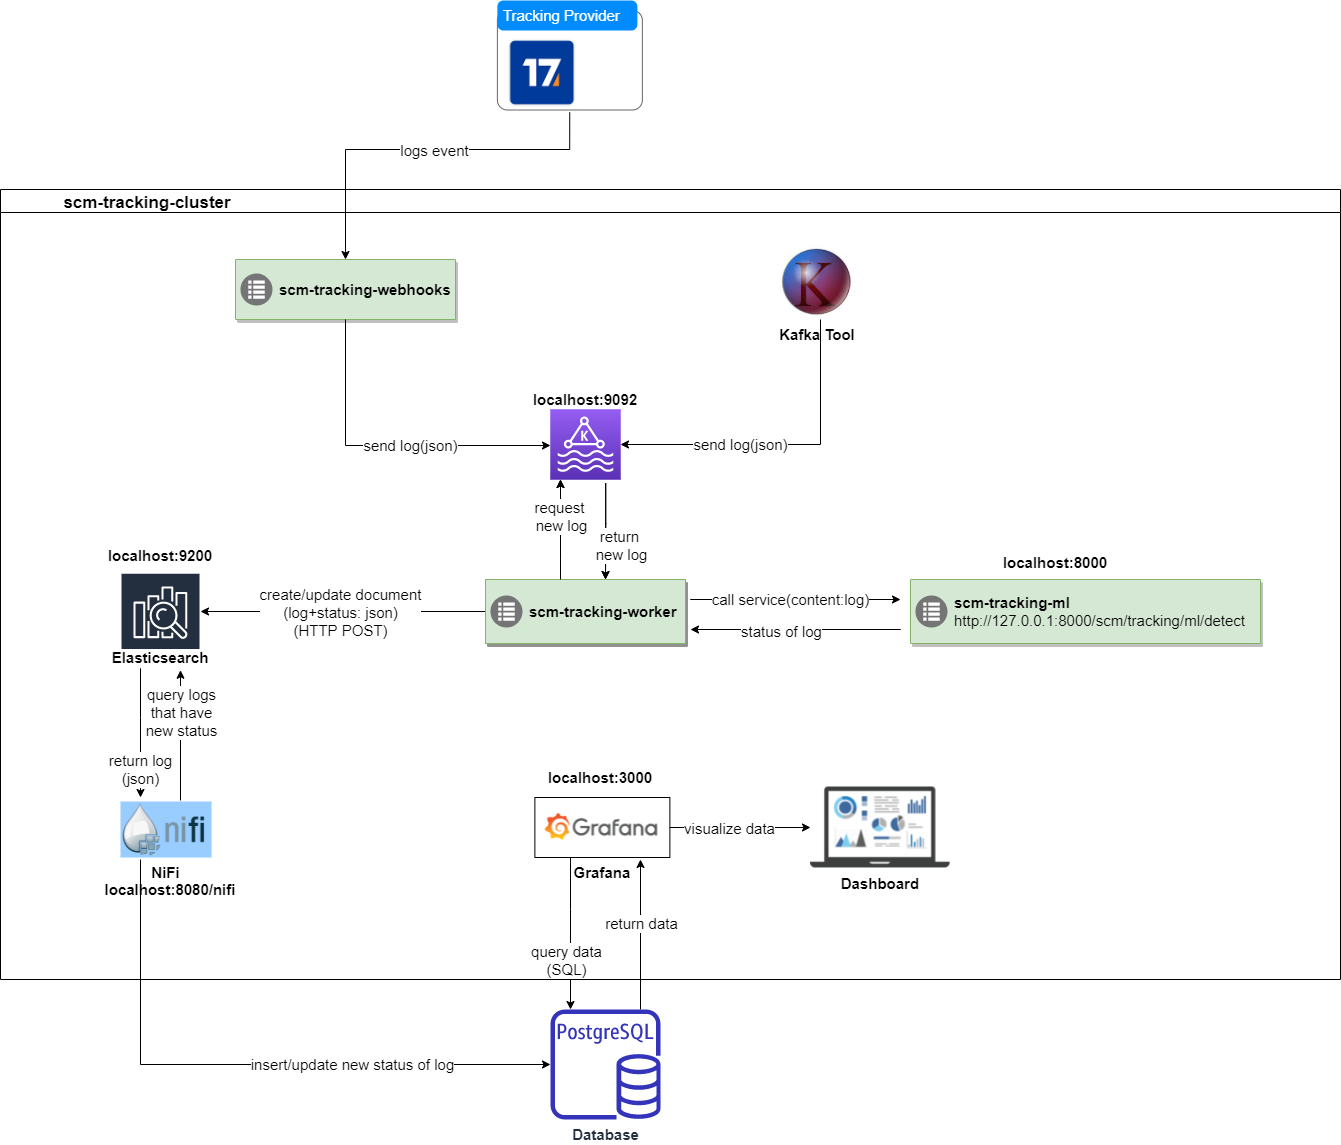 Tracking Provider
17
logs event
scm-tracking-cluster
scm-tracking-webhooks
K
Kafka Tool
localhost:9092
K
send log(json)
send log(json)
request
new log
return
new log
localhost:9200
localhost:8000
create/update document
(log+status: json)
(HTTP POST)
scm-tracking-worker
call service(content:log)
status of log
scm-tracking-ml
http://127.0.0.1:8000/scm/tracking/ml/detect
Elasticsearch
query logs
that have
new status
return log
(json)
nifi
NiFi
localhost:8080/nifi
localhost:3000
Grafana
Grafana
visualize data
Dashboard
return data
query data
(SQL)
PostgreSQL
insert/update new status of log
Database